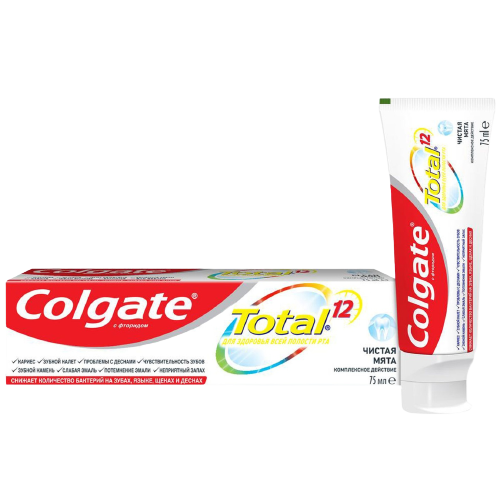 Colgate®
с фторидом
Total 12
ДЛЯ ЗДОРОВЬЯ ВСЕЙ ПОЛОСТИ РТА
✓КАРИЕС ✓ЗУБНОЙ НАЛЕТ ✓ПРОБЛЕМЫ С ДЕСНАМИ ✓ЧУВСТВИТЕЛЬНОСТЬ ЗУБОВ
✓ЗУБНОЙ КАМЕНЬ ✓СЛАБАЯ ЭМАЛЬ ✓ПОТЕМНЕНИЕ ЭМАЛИ ✓НЕПРИЯТНЫЙ ЗАПАХ
СНИЖАЕТ КОЛИЧЕСТВО БАКТЕРИЙ НА ЗУБАХ, ЯЗЫКЕ, ЩЕКАХ И ДЕСНАХ
ЧИСТАЯ
МЯТА
КОМПЛЕКСНОЕ ДЕЙСТВИЕ
75 мл e
Colgate®
Total 12
ЧИСТАЯ
МЯТА
КОМПЛЕКСНОЕ ДЕЙСТВИЕ
75 ml e